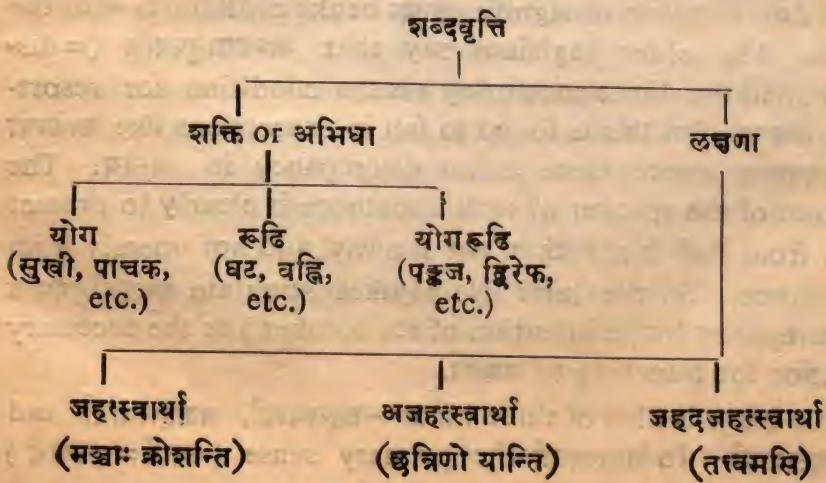 शब्दवृत्ति
शक्ति or अभिधा लक्षणा
योग रूढि योगरूढि
(सुखी, पाचक, (घट, वह्नि, (पङ्कज, द्विरेफ,
etc.) etc.) etc.)
जहत्स्वार्था अजहत्स्वार्था जहदजहत्स्वार्था
(मञ्चाः क्रोशन्ति) (छत्रिणो यान्ति) (तत्त्वमसि)